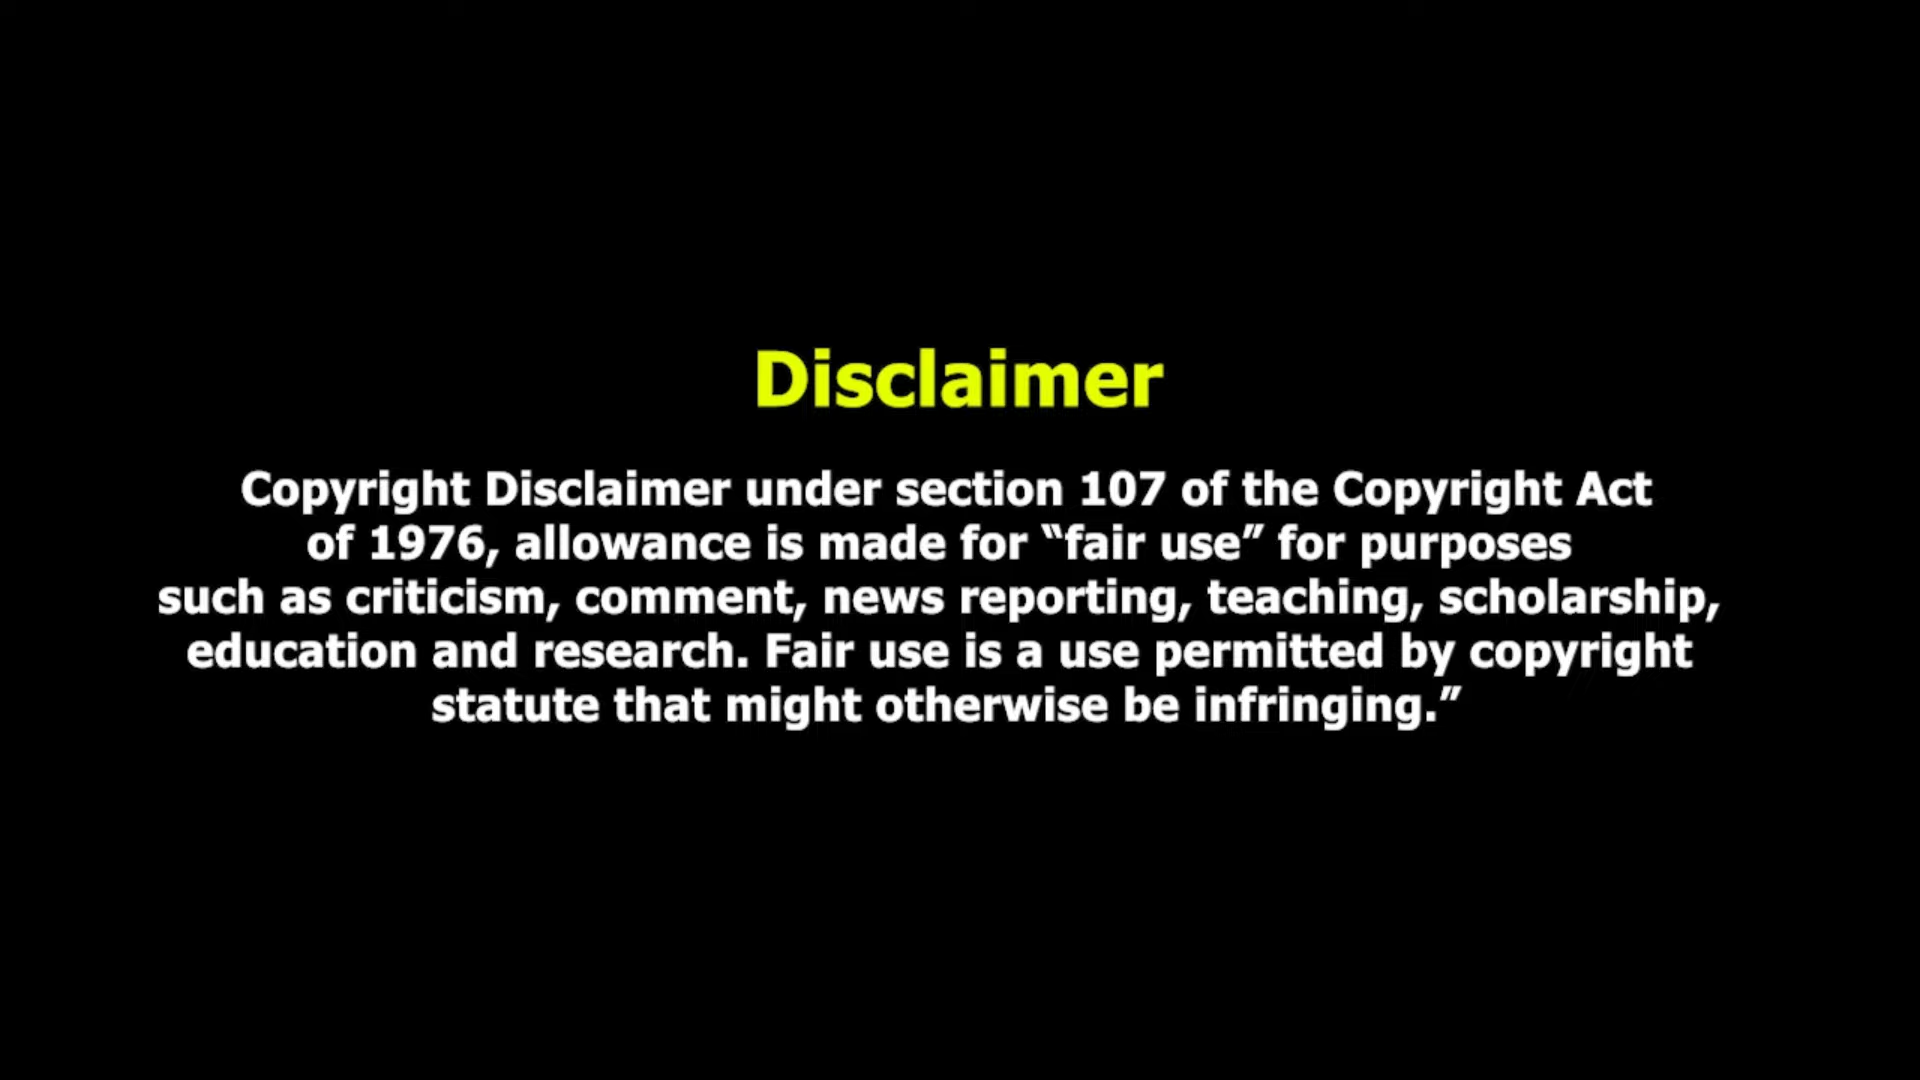 Disclaimer
Copyright Disclaimer under section 107 of the Copyright Act
of 1976, allowance is made for “fair use” for purposes
such as criticism, comment, news reporting, teaching, scholarship,
education and research. Fair use is a use permitted by copyright
statute that might otherwise be infringing.”